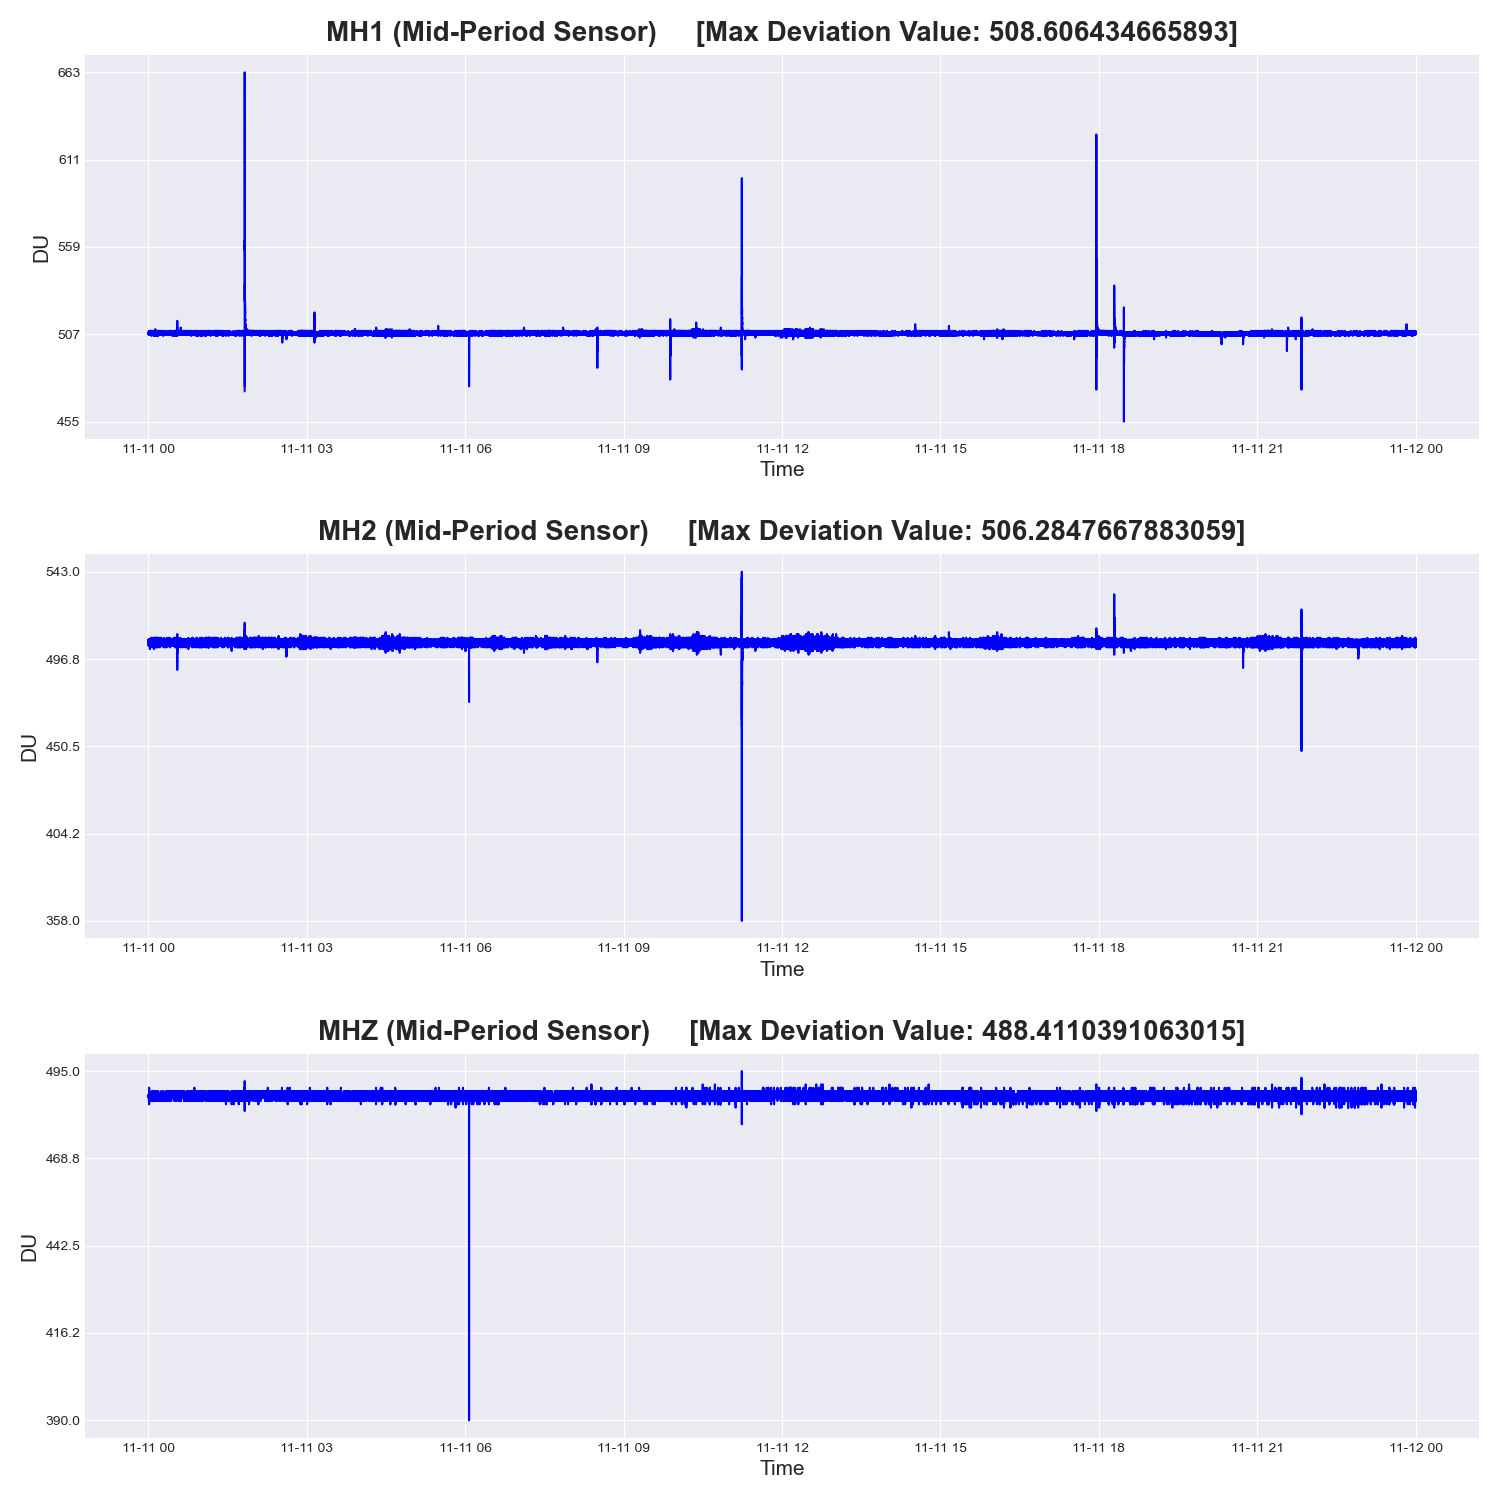 MH1 (Mid-Period Sensor) [Max Deviation Value: 508.606434665893]
663
611
559
507
455
DU
11-11 00 11-11 03 11-11 06 11-11 09 11-11 12 11-11 15 11-11 18 11-11 21 11-12 00
Time
MH2 (Mid-Period Sensor) [Max Deviation Value: 506.2847667883059]
543.0
496.8
450.5
404.2
358.0
DU
11-11 00 11-11 03 11-11 06 11-11 09 11-11 12 11-11 15 11-11 18 11-11 21 11-12 00
Time
MHZ (Mid-Period Sensor) [Max Deviation Value: 488.4110391063015]
495.0
468.8
442.5
416.2
390.0
DU
11-11 00 11-11 03 11-11 06 11-11 09 11-11 12 11-11 15 11-11 18 11-11 21 11-12 00
Time